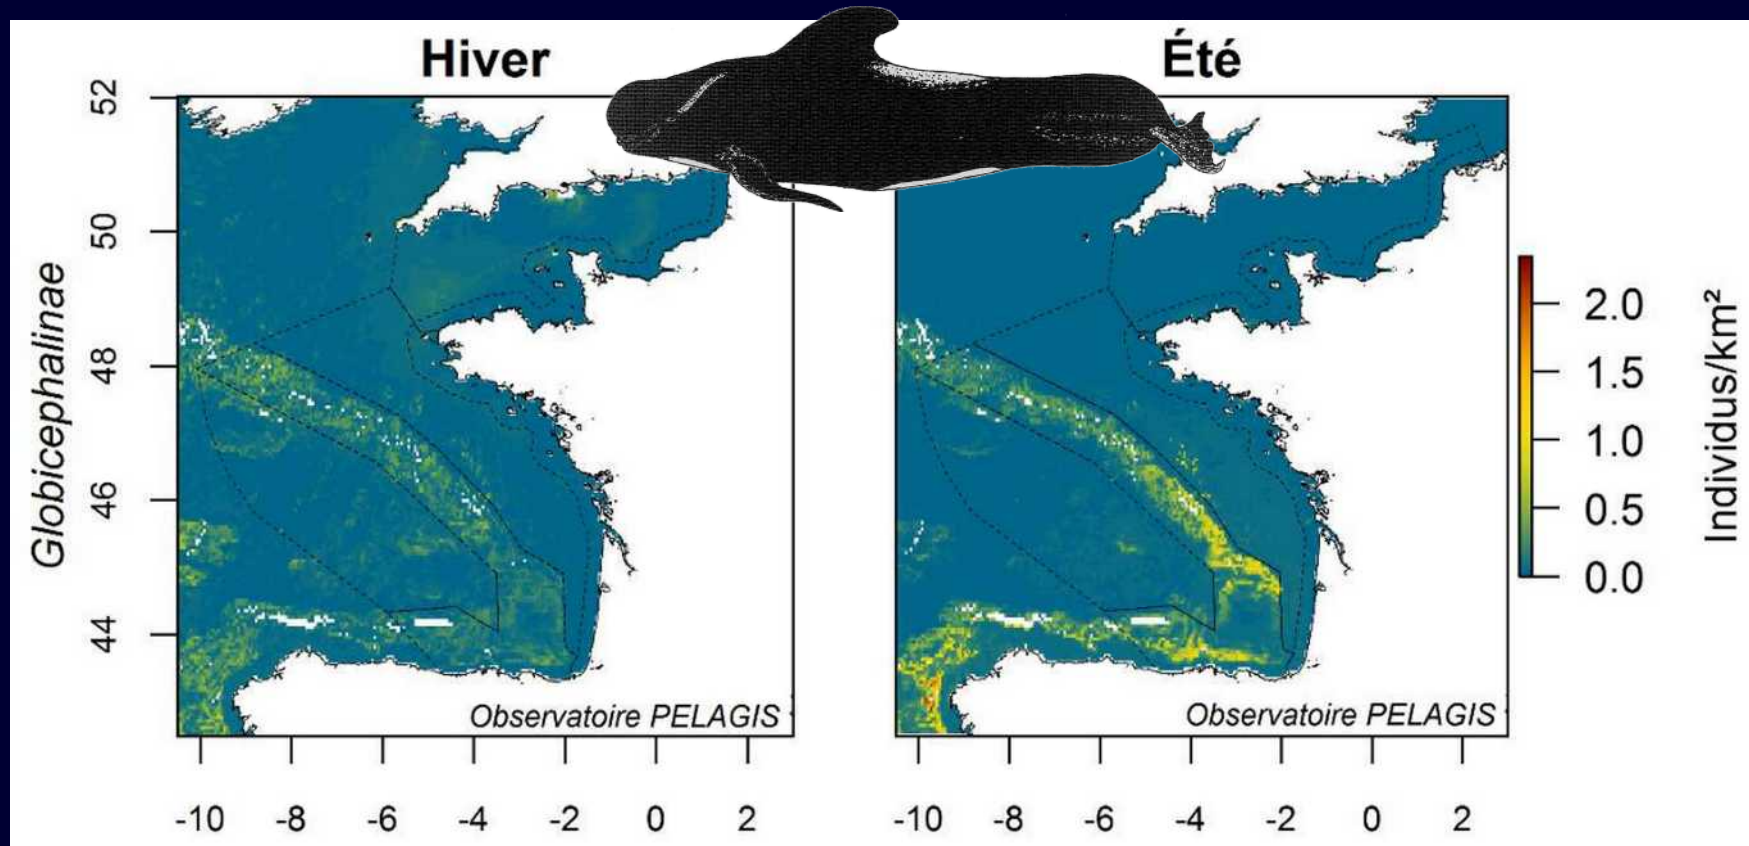 Hiver
Été
Globicephalinae
52
50
48
46
44
Observatoire PELAGIS
Observatoire PELAGIS
-10 -8 -6 -4 -2 0 2
-10 -8 -6 -4 -2 0 2
2.0
1.5
1.0
0.5
0.0
Individus/km²